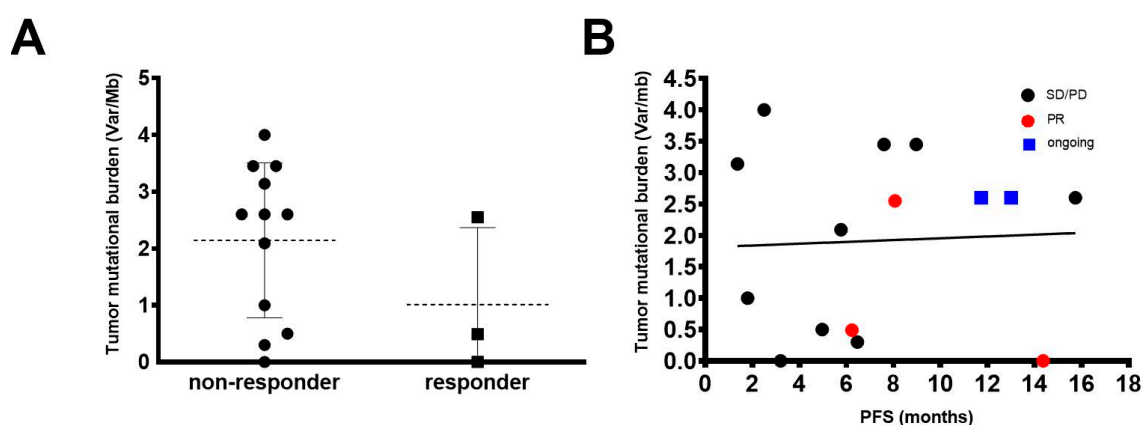 A
Tumor mutational burden (Var/Mb)
5
4
3
2
1
0
non-responder
responder
B
Tumor mutational burden (Var/mb)
4.5
4.0
3.5
3.0
2.5
2.0
1.5
1.0
0.5
0.0
0 2 4 6 8 10 12 14 16 18
PFS (months)
SD/PD
PR
ongoing